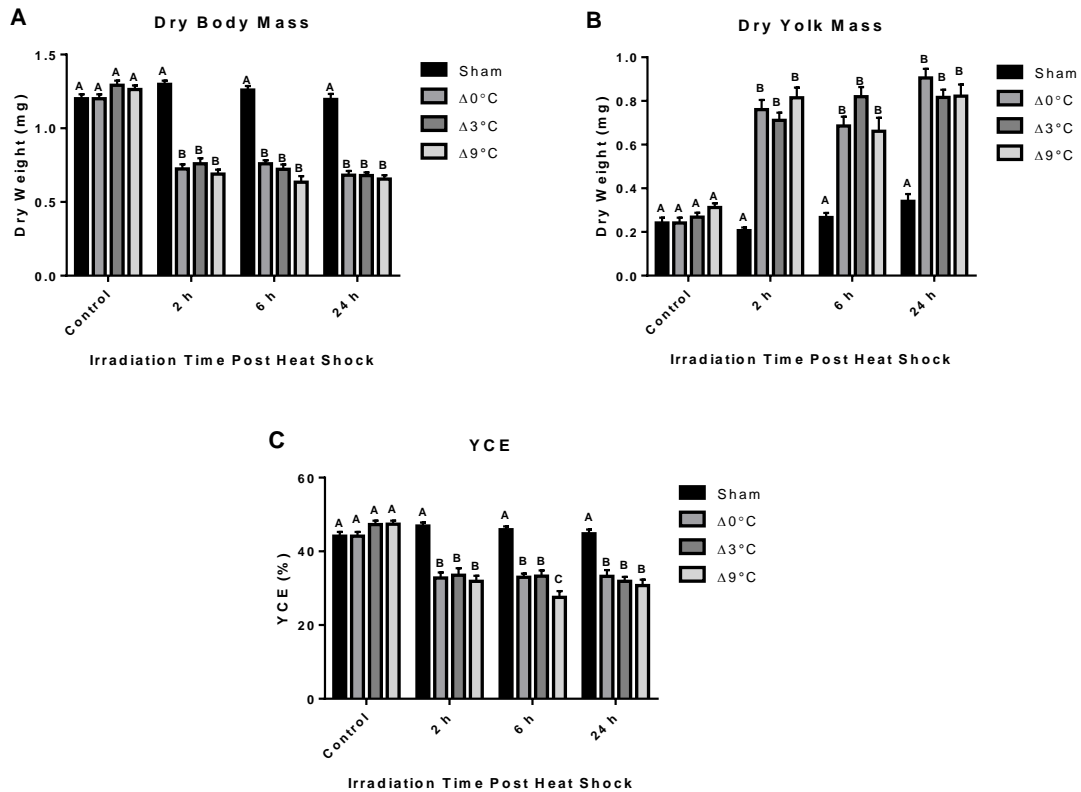 A
Dry Body Mass
1.5
1.0
0.5
0.0
Dry Weight (mg)
A A A A A B B B A B B B A B B B
Control 2 h 6 h 24 h
Irradiation Time Post Heat Shock
Sham
Δ0°C
Δ3°C
Δ9°C
B
Dry Yolk Mass
1.0
0.8
0.6
0.4
0.2
0.0
Dry Weight (mg)
A A A A A B B B A B B B A B B B
Control 2 h 6 h 24 h
Irradiation Time Post Heat Shock
Sham
Δ0°C
Δ3°C
Δ9°C
C
YCE
60
40
20
0
YCE (%)
A A A A A B B B A B B C A B B B
Control 2 h 6 h 24 h
Irradiation Time Post Heat Shock
Sham
Δ0°C
Δ3°C
Δ9°C